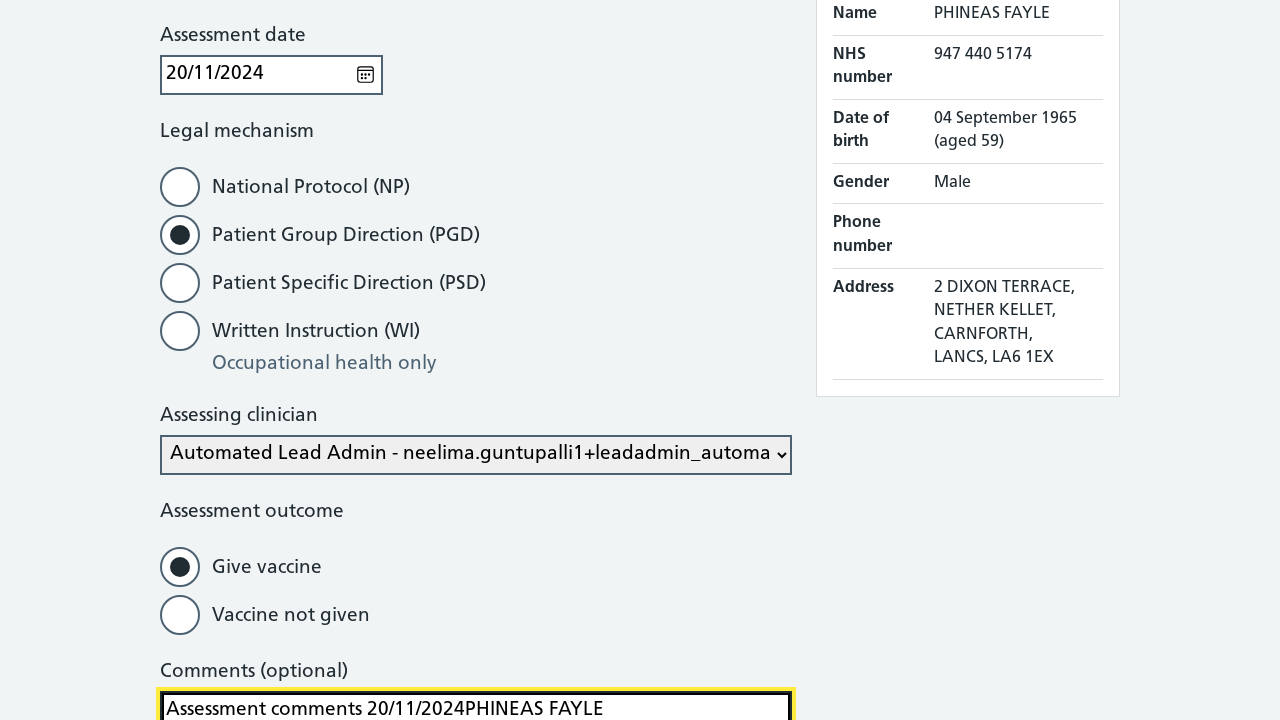 Assessment date
20/11/2024
Legal mechanism
National Protocol (NP)
Patient Group Direction (PGD)
Patient Specific Direction (PSD)
Written Instruction (WI)
Occupational health only
Assessing clinician
Automated Lead Admin - neelima.guntupalli1+leadadmin_automa
Assessment outcome
Give vaccine
Vaccine not given
Comments (optional)
Assessment comments 20/11/2024PHINEAS FAYLE
Name PHINEAS FAYLE
NHS number 947 440 5174
Date of birth 04 September 1965
(aged 59)
Gender Male
Phone number
Address 2 DIXON TERRACE,
NETHER KELLET,
CARNFORTH,
LANCS, LA6 1EX